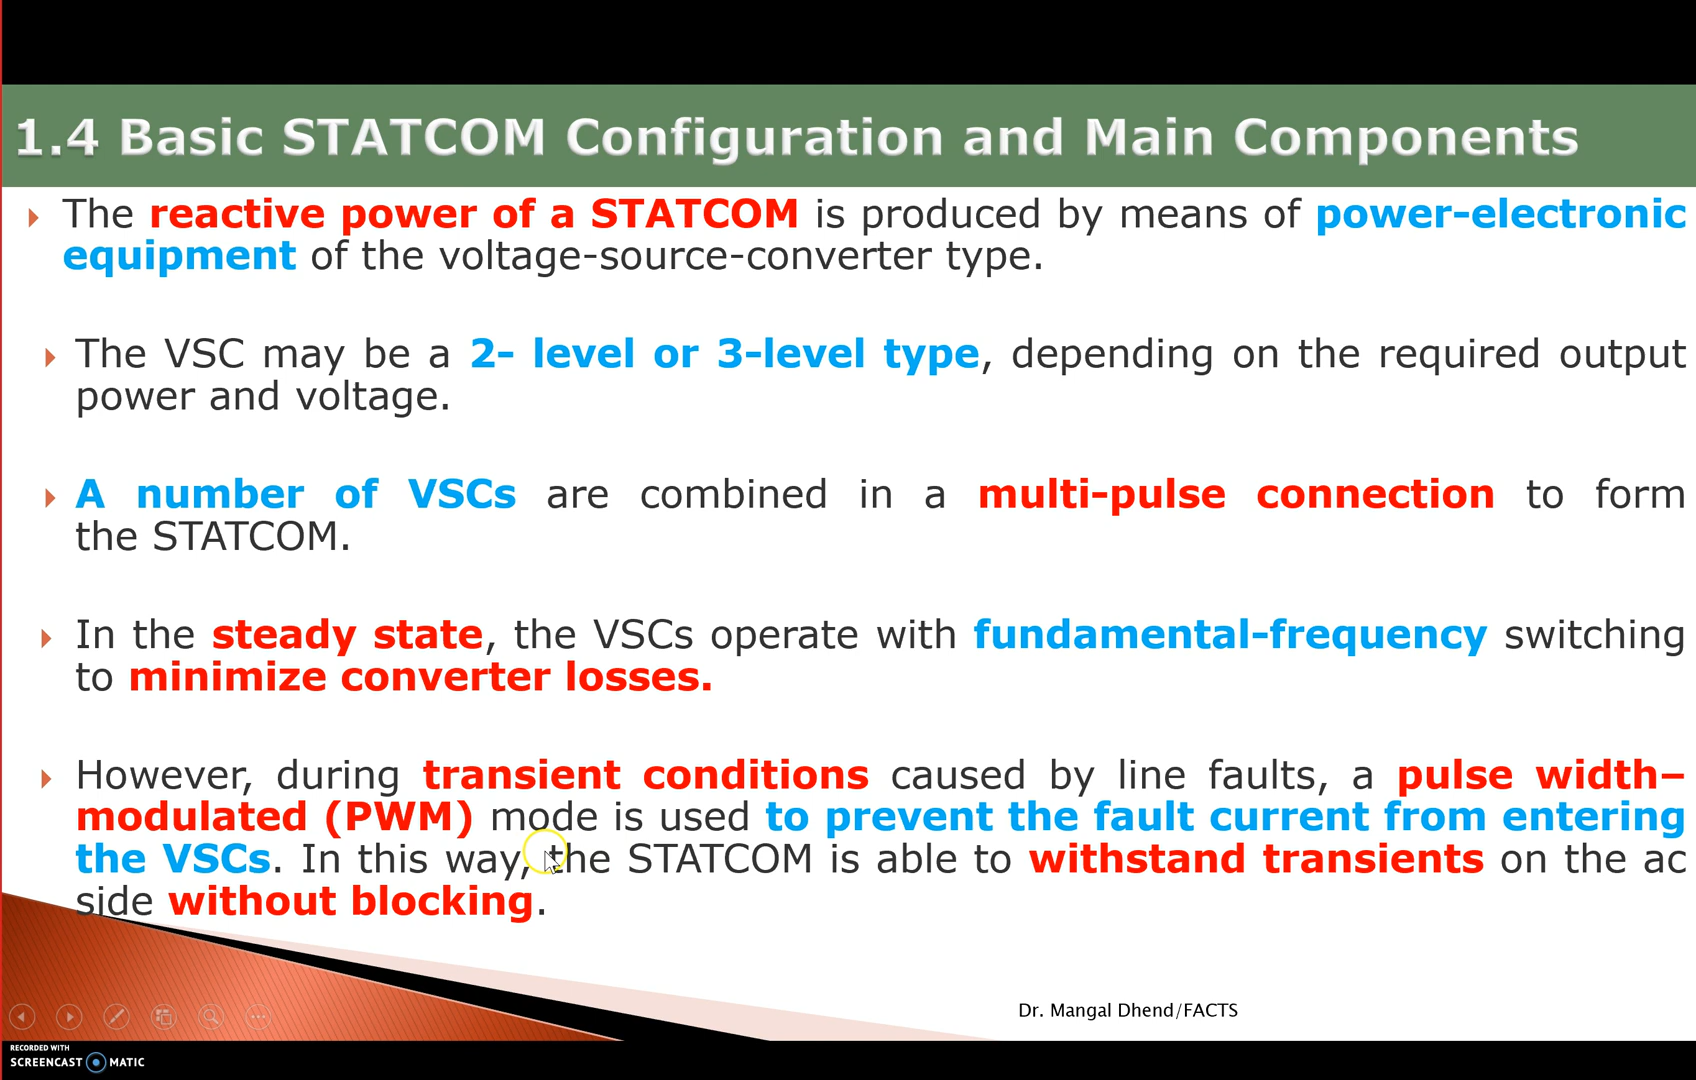 1.4 Basic STATCOM Configuration and Main Components
The reactive power of a STATCOM is produced by means of power-electronic
equipment of the voltage-source-converter type.
The VSC may be a 2- level or 3-level type, depending on the required output
power and voltage.
A number of VSCs are combined in a multi-pulse connection to form
the STATCOM.
In the steady state, the VSCs operate with fundamental-frequency switching
to minimize converter losses.
However, during transient conditions caused by line faults, a pulse width–
modulated (PWM) mode is used to prevent the fault current from entering
the VSCs. In this way, the STATCOM is able to withstand transients on the ac
side without blocking.
Dr. Mangal Dhend/FACTS
RECORDED WITH
SCREENCAST MATIC